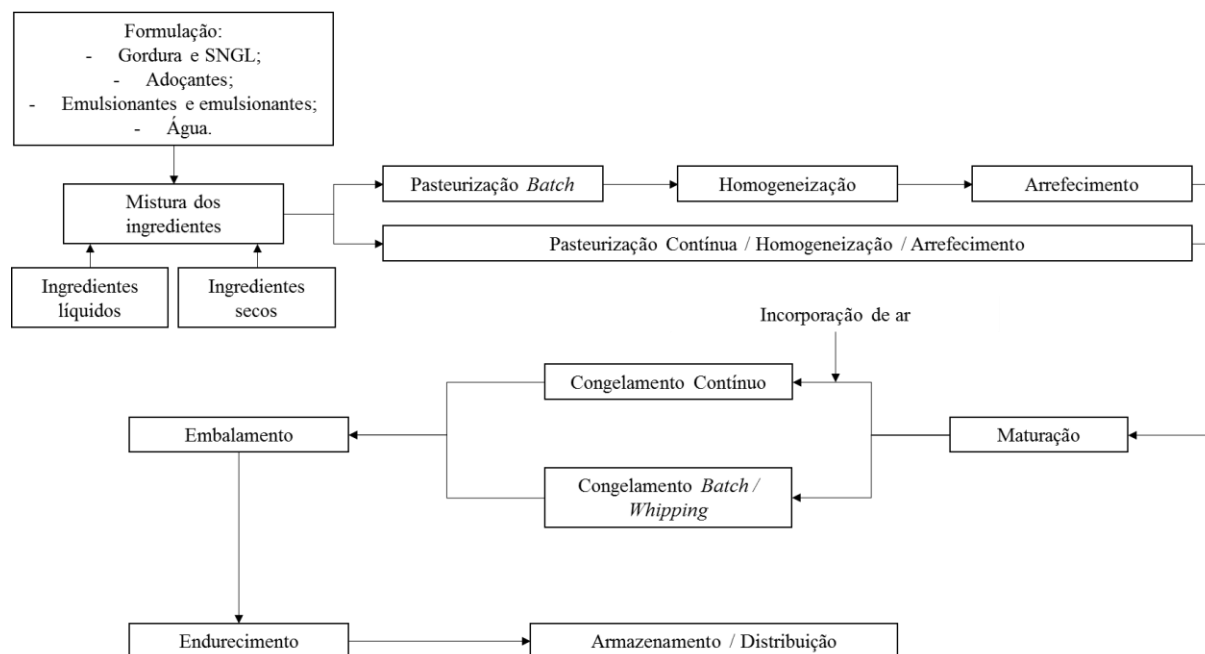 Formulação:
- Gordura e SNGL;
- Adoçantes;
- Emulsionantes e emulsionantes;
- Água.
Mistura dos
ingredientes
Ingredientes
líquidos
Ingredientes
secos
Pasteurização Batch
Homogeneização
Arrefecimento
Pasteurização Contínua / Homogeneização / Arrefecimento
Incorporação de ar
Congelamento Contínuo
Embalamento
Maturação
Congelamento Batch /
Whipping
Endurecimento
Armazenamento / Distribuição